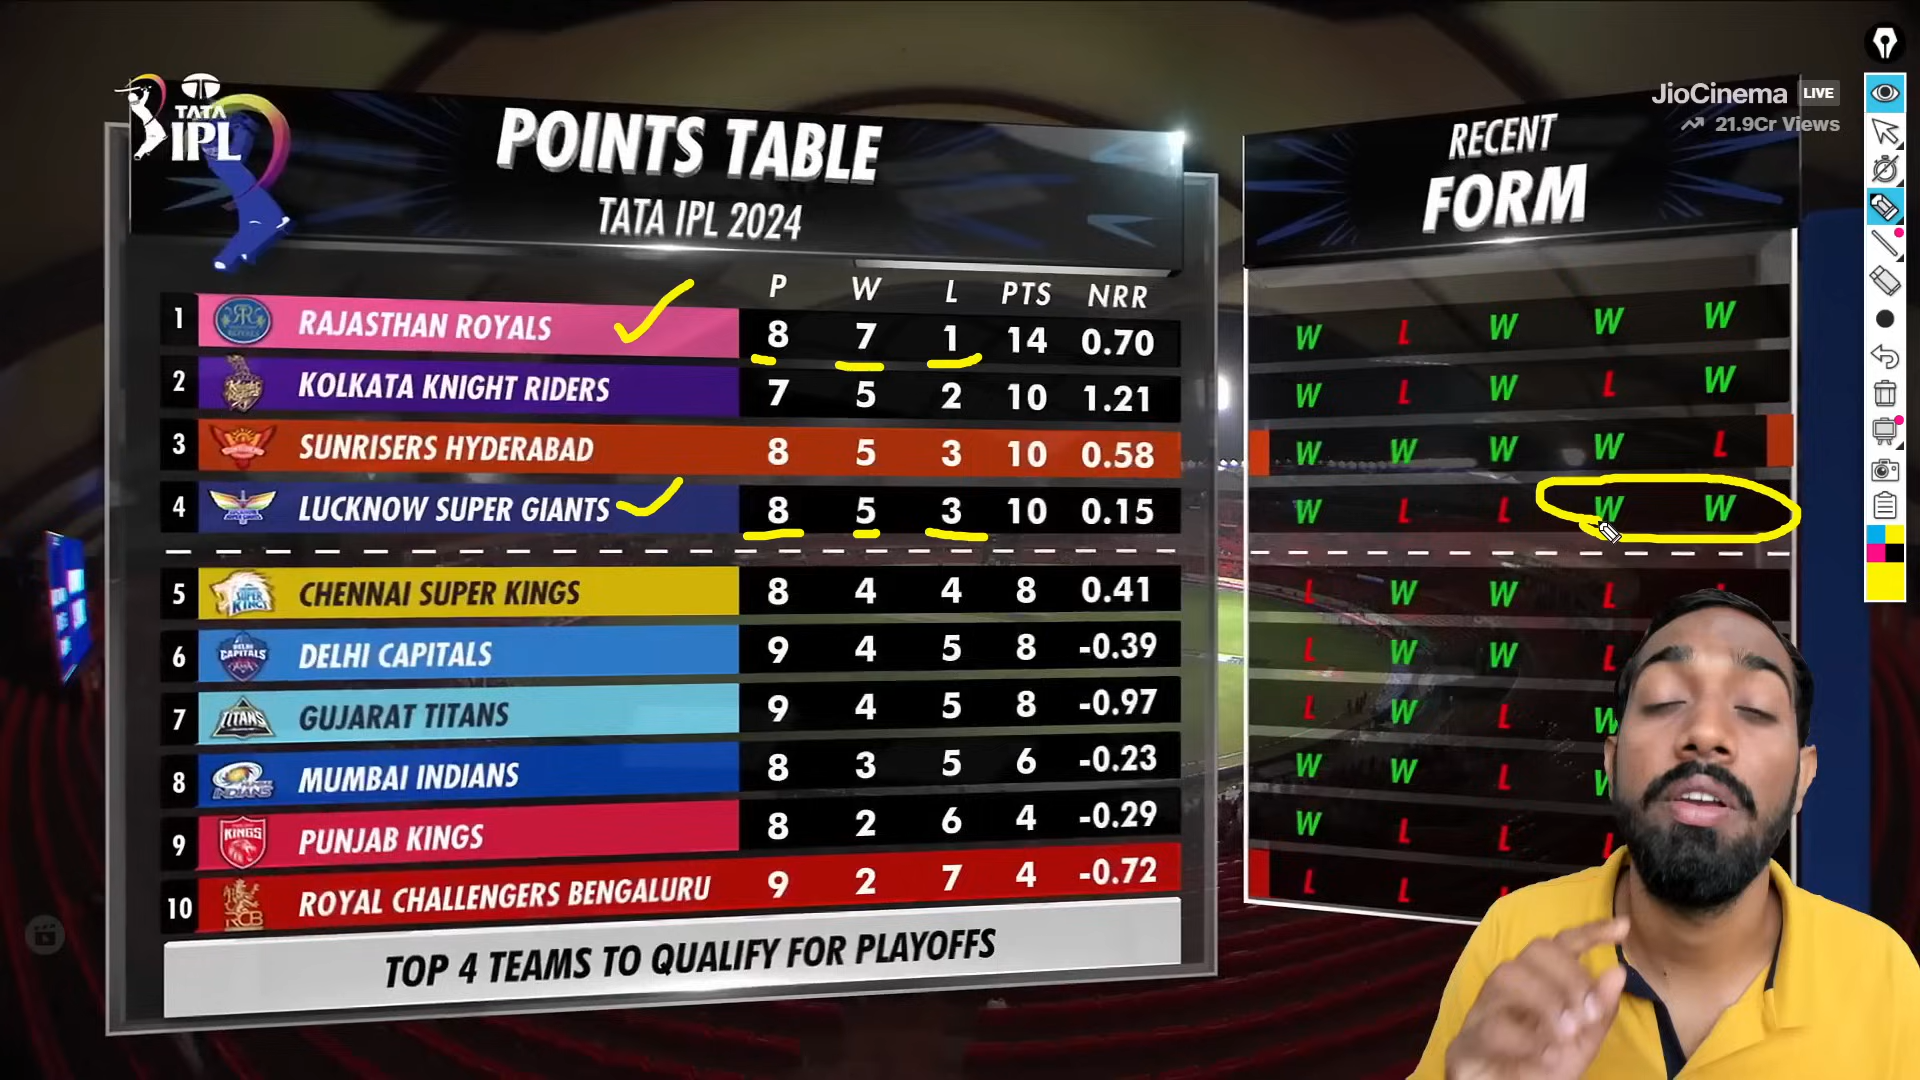 TATA
IPL
JioCinema LIVE
21.9Cr Views
POINTS TABLE
TATA IPL 2024
RECENT
FORM
P W L PTS NRR
1 RAJASTHAN ROYALS 8 7 1 14 0.70 W L W W W
2 KOLKATA KNIGHT RIDERS 7 5 2 10 1.21 W L W L W
3 SUNRISERS HYDERABAD 8 5 3 10 0.58 W W W W L
4 LUCKNOW SUPER GIANTS 8 5 3 10 0.15 W L L W W
5 CHENNAI SUPER KINGS 8 4 4 8 0.41 L W W L
6 DELHI CAPITALS 9 4 5 8 -0.39 L W W L
7 GUJARAT TITANS 9 4 5 8 -0.97 L W L W
8 MUMBAI INDIANS 8 3 5 6 -0.23 W W L W
9 PUNJAB KINGS 8 2 6 4 -0.29 W L L L
10 ROYAL CHALLENGERS BENGALURU 9 2 7 4 -0.72 L L
TOP 4 TEAMS TO QUALIFY FOR PLAYOFFS